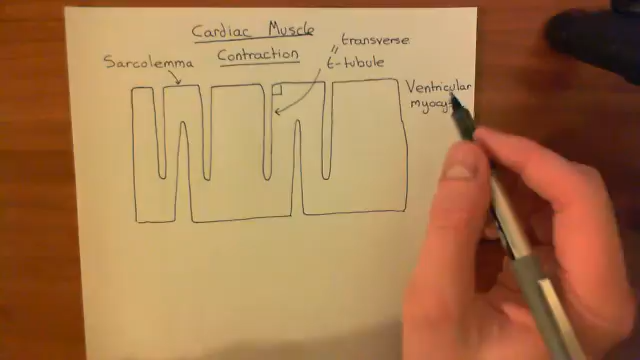 Cardiac Muscle
Contraction
transverse
"
t-tubule
Sarcolemma
Ventricular